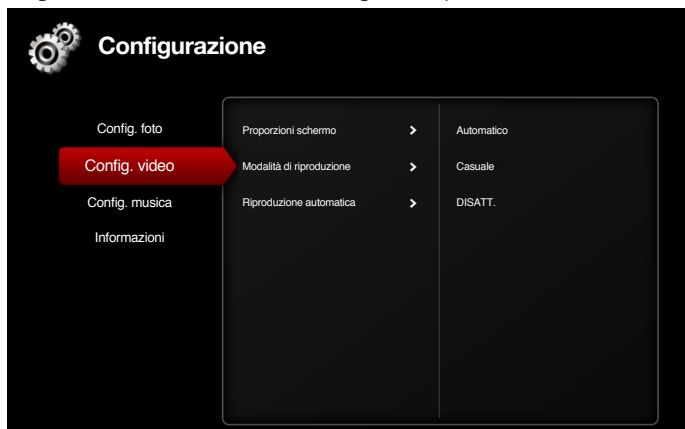 Configurazione
Config. foto
Config. video
Config. musica
Informazioni
Proporzioni schermo
Automatico
Modalità di riproduzione
Casuale
Riproduzione automatica
DISATT.